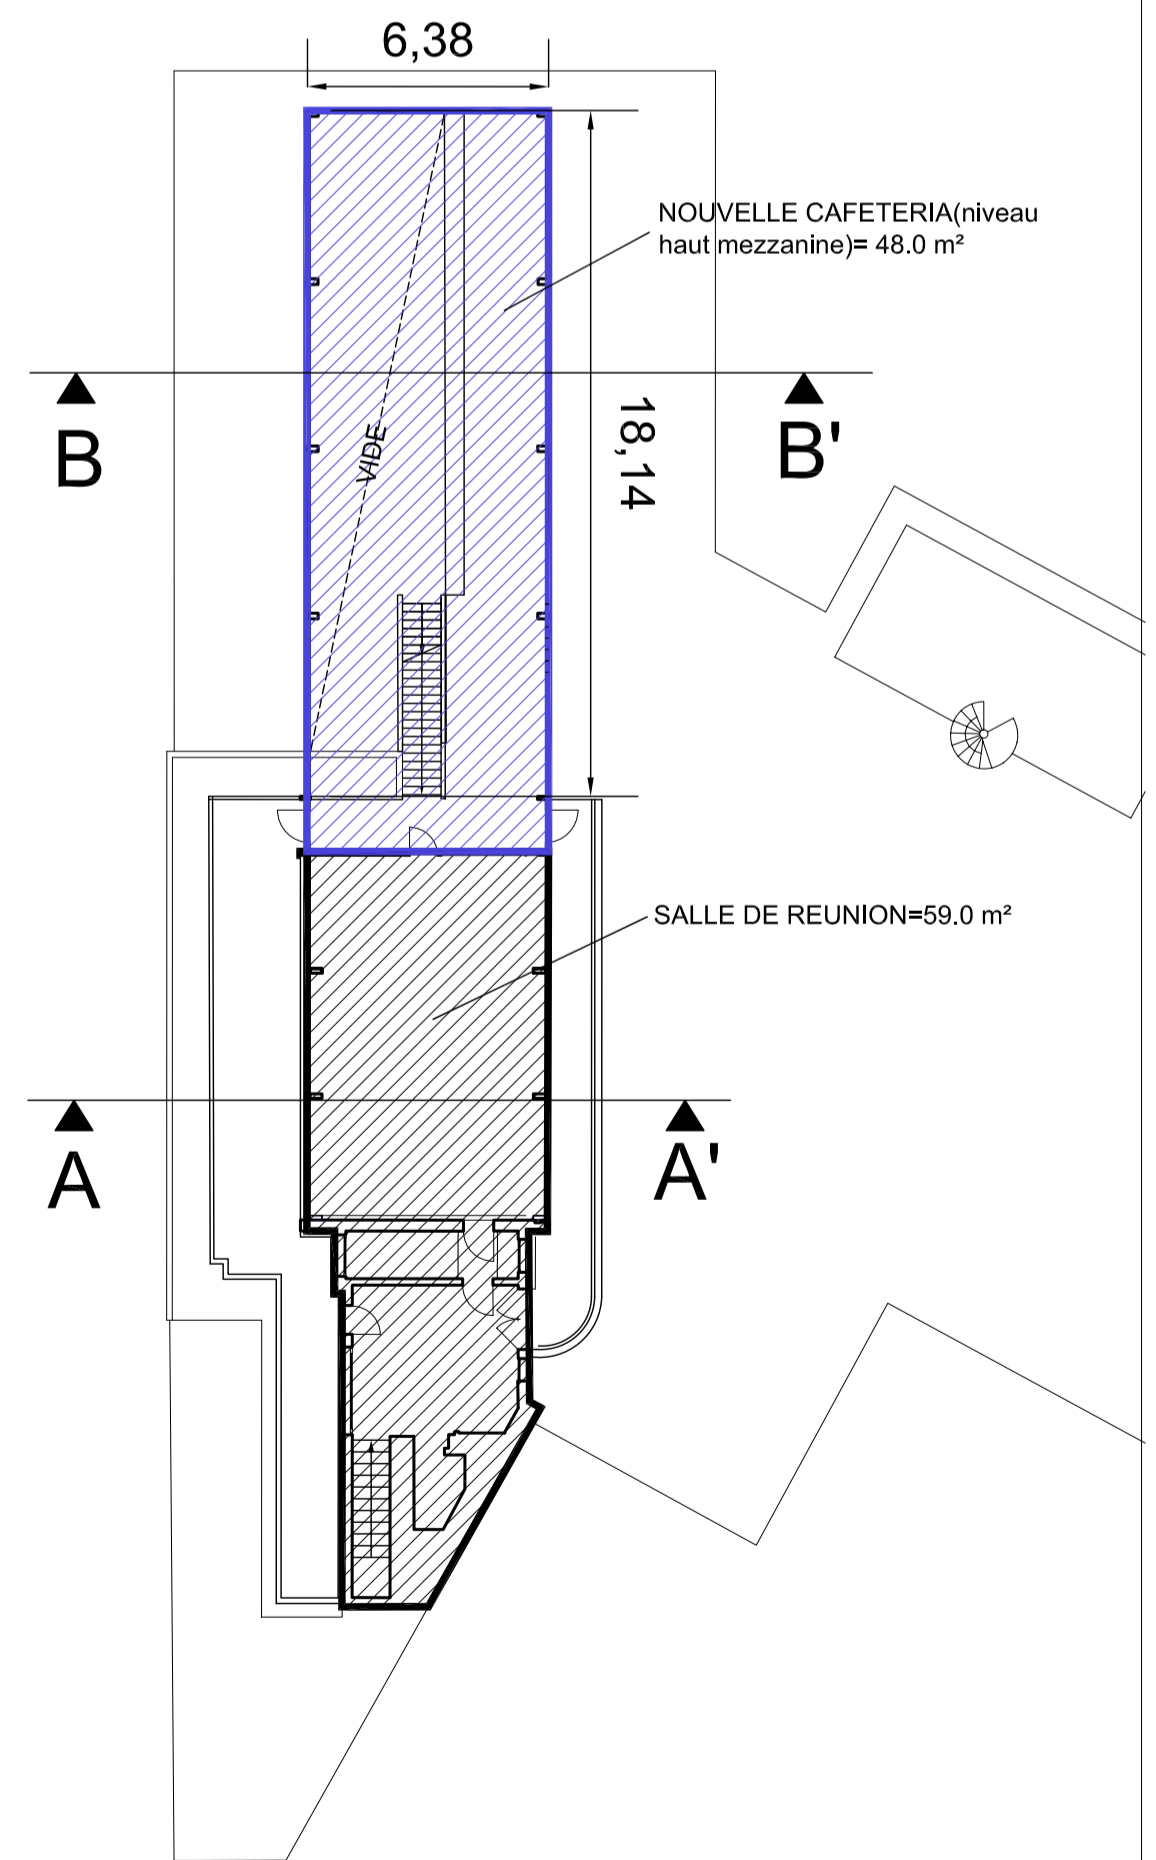 6,38
NOUVELLE CAFETERIA(niveau
haut mezzanine)= 48.0 m²
B
B'
18,14
VIDE
SALLE DE REUNION=59.0 m²
A
A'